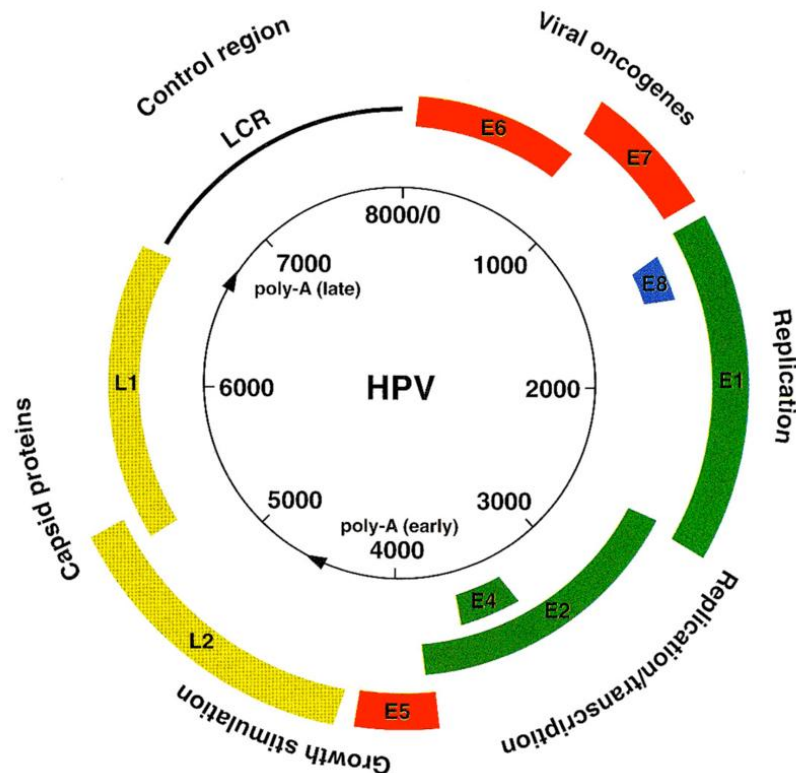 Control region
Viral oncogenes
LCR
E6
E7
8000/0
1000
7000
poly-A (late)
E8
L1
6000
HPV
2000
E1
Replication
Capsid proteins
5000
poly-A (early)
4000
3000
E4
E2
L2
E5
Growth stimulation
Replication/transcription